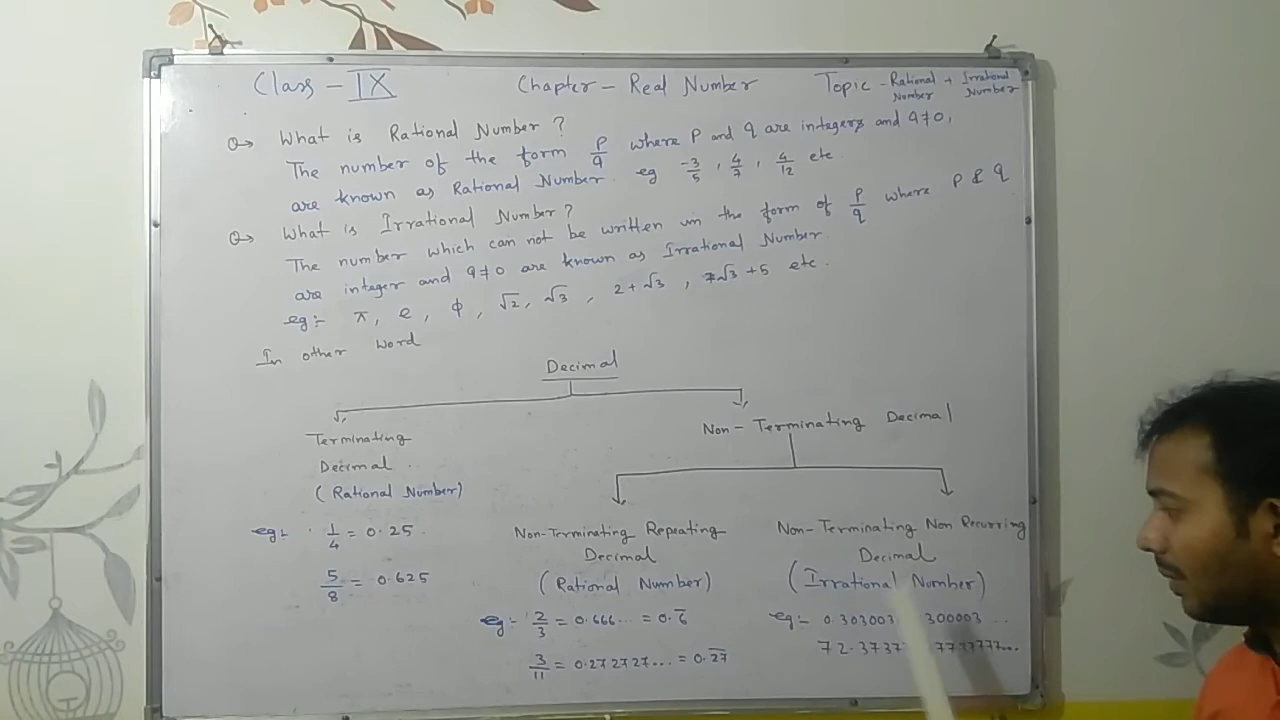 Class - IX
Chapter - Real Number
Topic - Rational Number + Irrational Number
Q→ What is Rational Number ?
The number of the form p/q where p and q are integers and q≠0,
are known as Rational Number. eg -3/5, 4/7, 4/12 etc
Q→ What is Irrational Number?
The number which can not be written in the form of p/q where p & q
are integer and q≠0 are known as Irrational Number.
eg:- π, e, φ, √2, √3, 2+√3, 7√3+5 etc.
In other word
Decimal
Terminating
Decimal
(Rational Number)
eg:- 1/4 = 0.25
5/8 = 0.625
Non-Terminating Decimal
Non-Terminating Repeating
Decimal
(Rational Number)
eg:- 2/3 = 0.666... = 0.6̅
3/11 = 0.272727... = 0.2̅7̅
Non-Terminating Non Recurring
Decimal
(Irrational Number)
eg:- 0.303003 300003 ...
72.3737